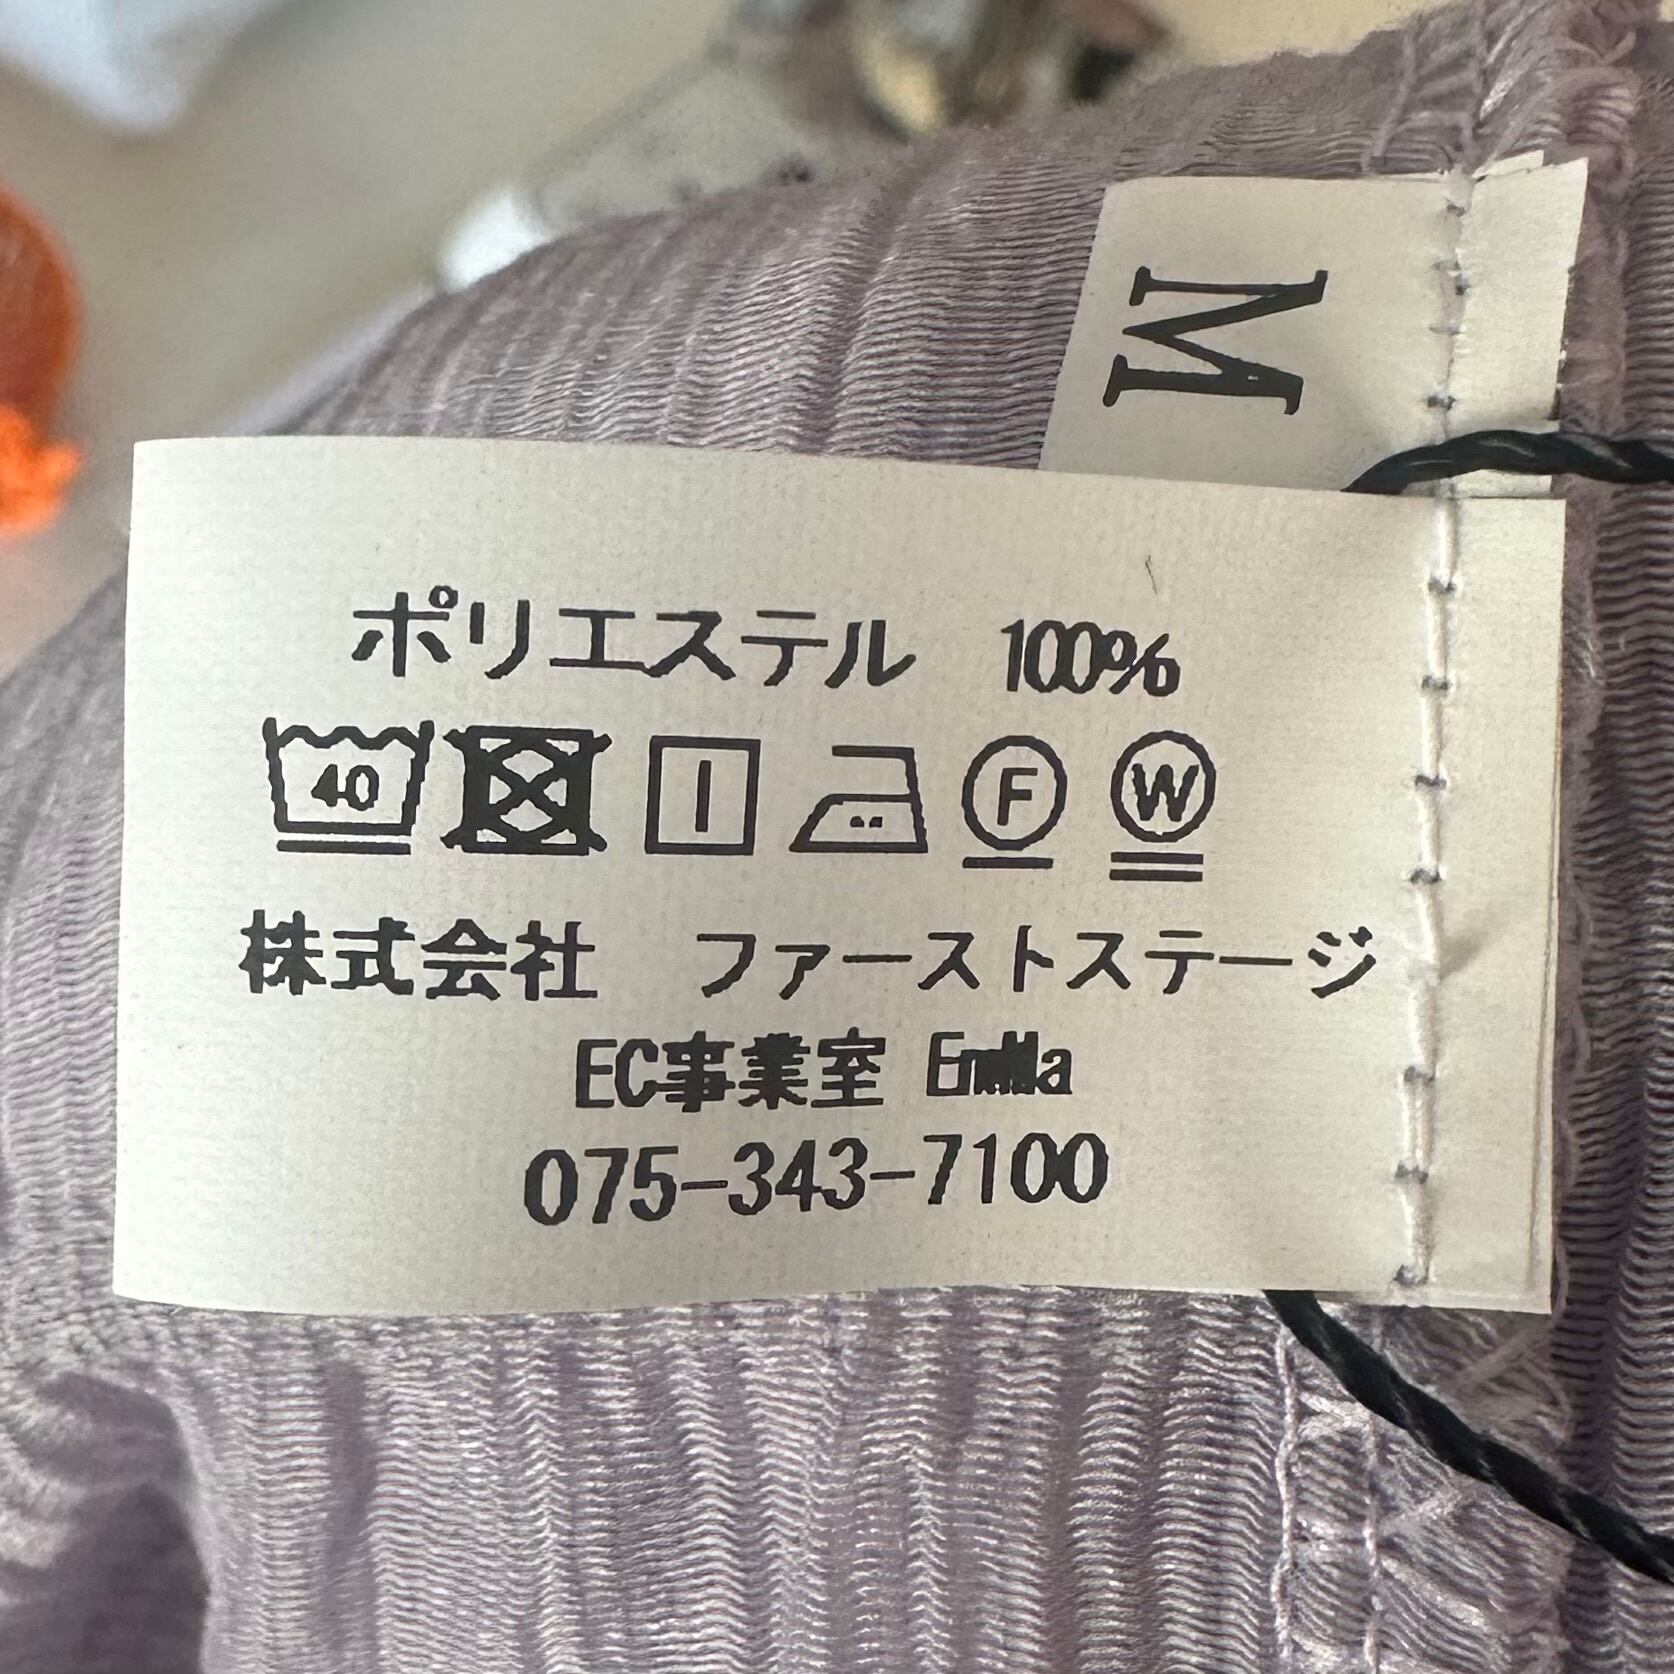 M
ポリエステル 100%
40 F W
株式会社 ファーストステージ
EC事業室
075-343-7100